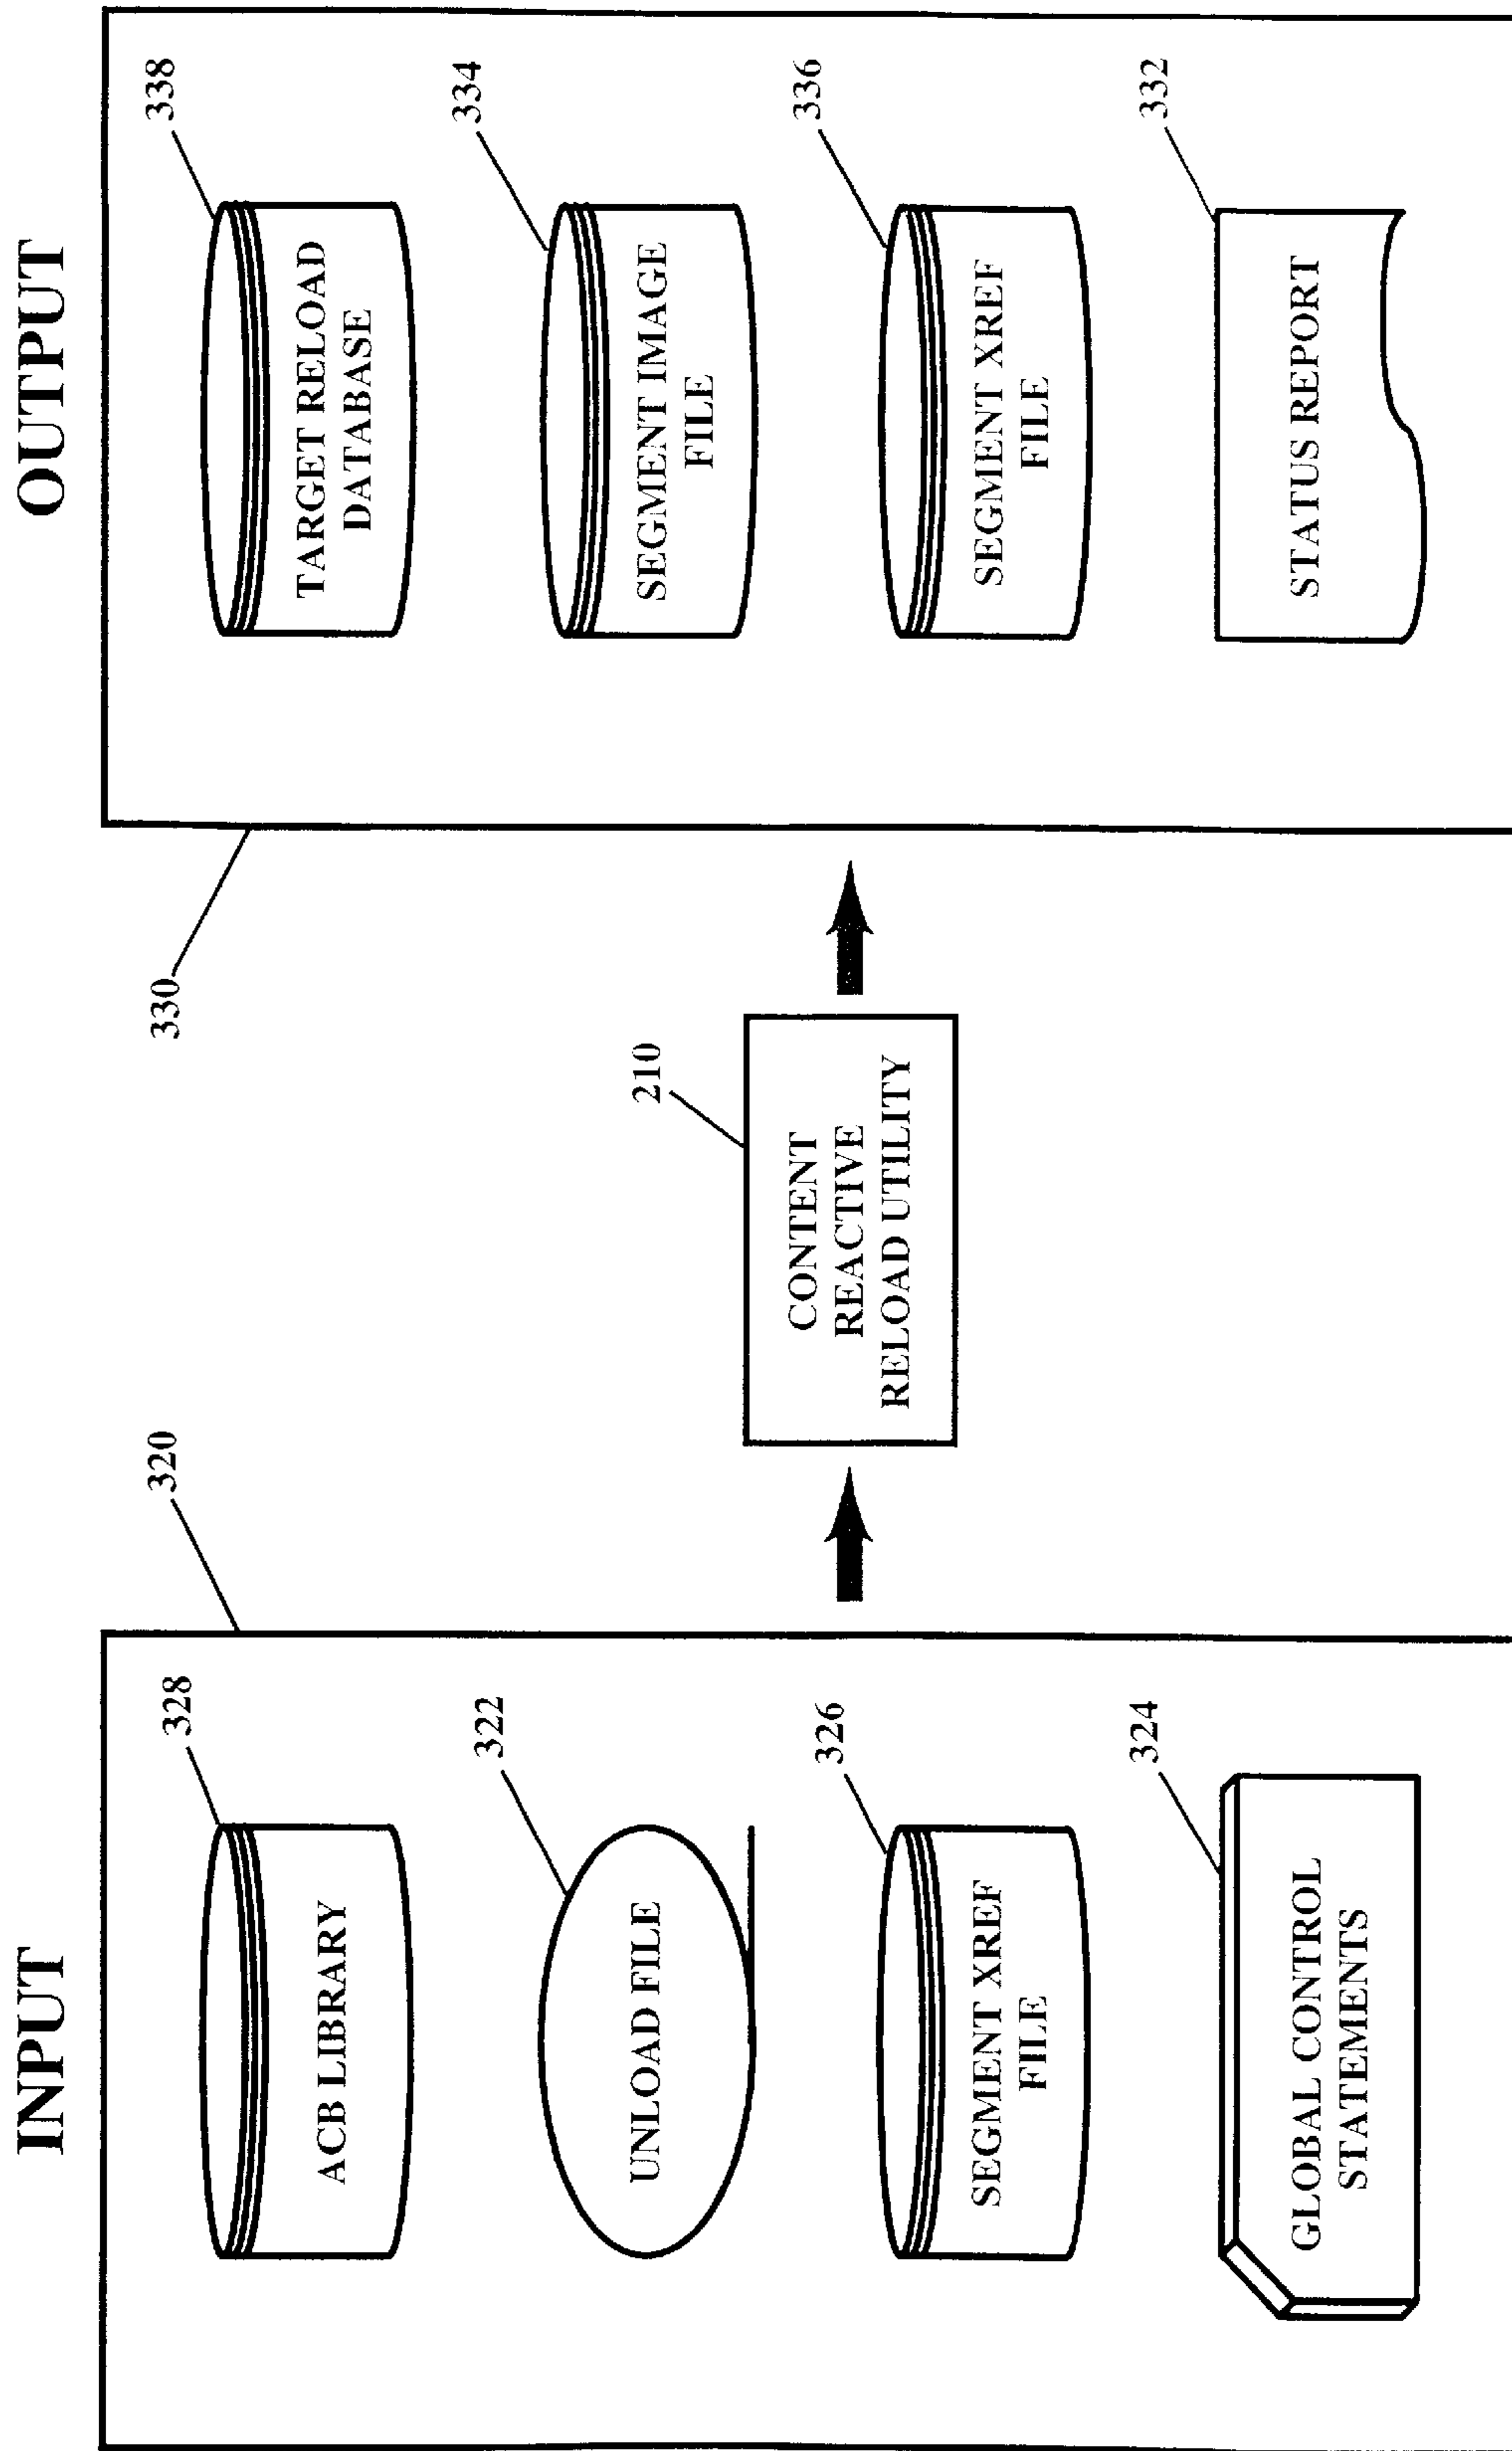 INPUT
320
328
ACB LIBRARY
322
UNLOAD FILE
326
SEGMENT XREF
FILE
324
GLOBAL CONTROL
STATEMENTS
210
CONTENT
REACTIVE
RELOAD UTILITY
OUTPUT
330
338
TARGET RELOAD
DATABASE
334
SEGMENT IMAGE
FILE
336
SEGMENT XREF
FILE
332
STATUS REPORT